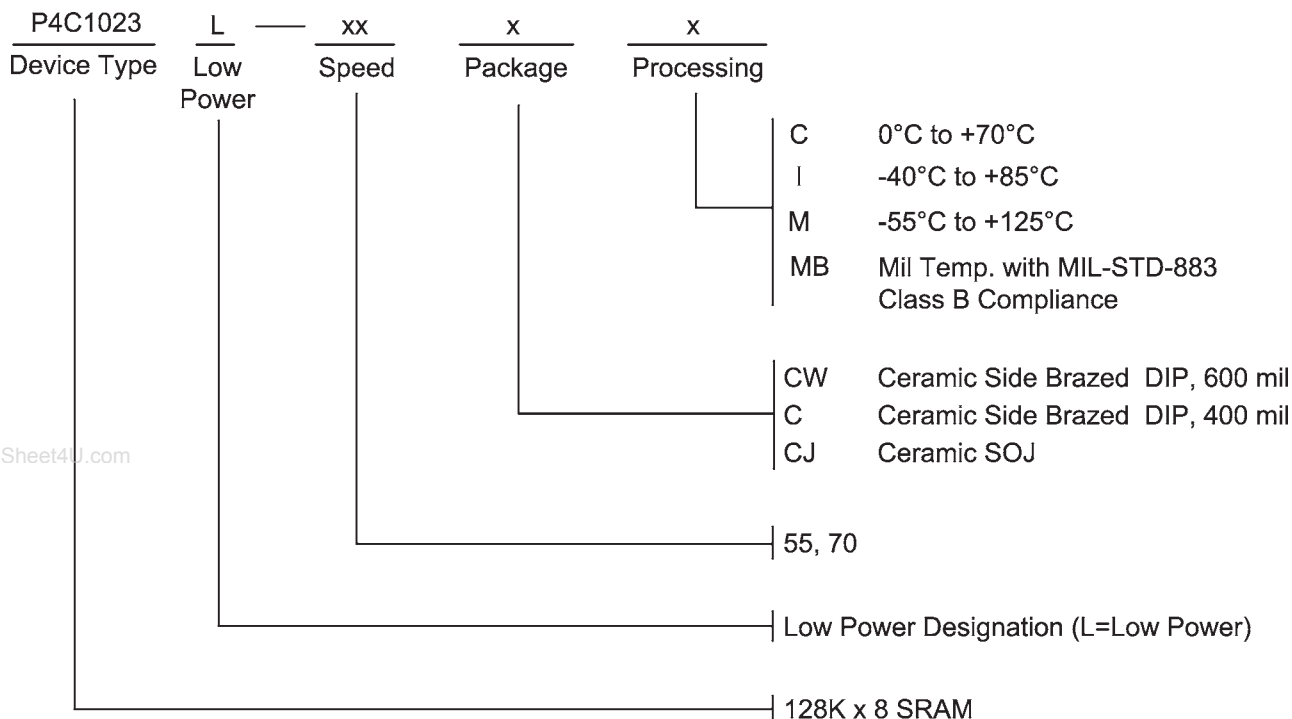 P4C1023 L — xx x x
Device Type Low Power Speed Package Processing
C 0°C to +70°C
I -40°C to +85°C
M -55°C to +125°C
MB Mil Temp. with MIL-STD-883
Class B Compliance
CW Ceramic Side Brazed DIP, 600 mil
C Ceramic Side Brazed DIP, 400 mil
CJ Ceramic SOJ
Sheet4U.com
55, 70
Low Power Designation (L=Low Power)
128K x 8 SRAM